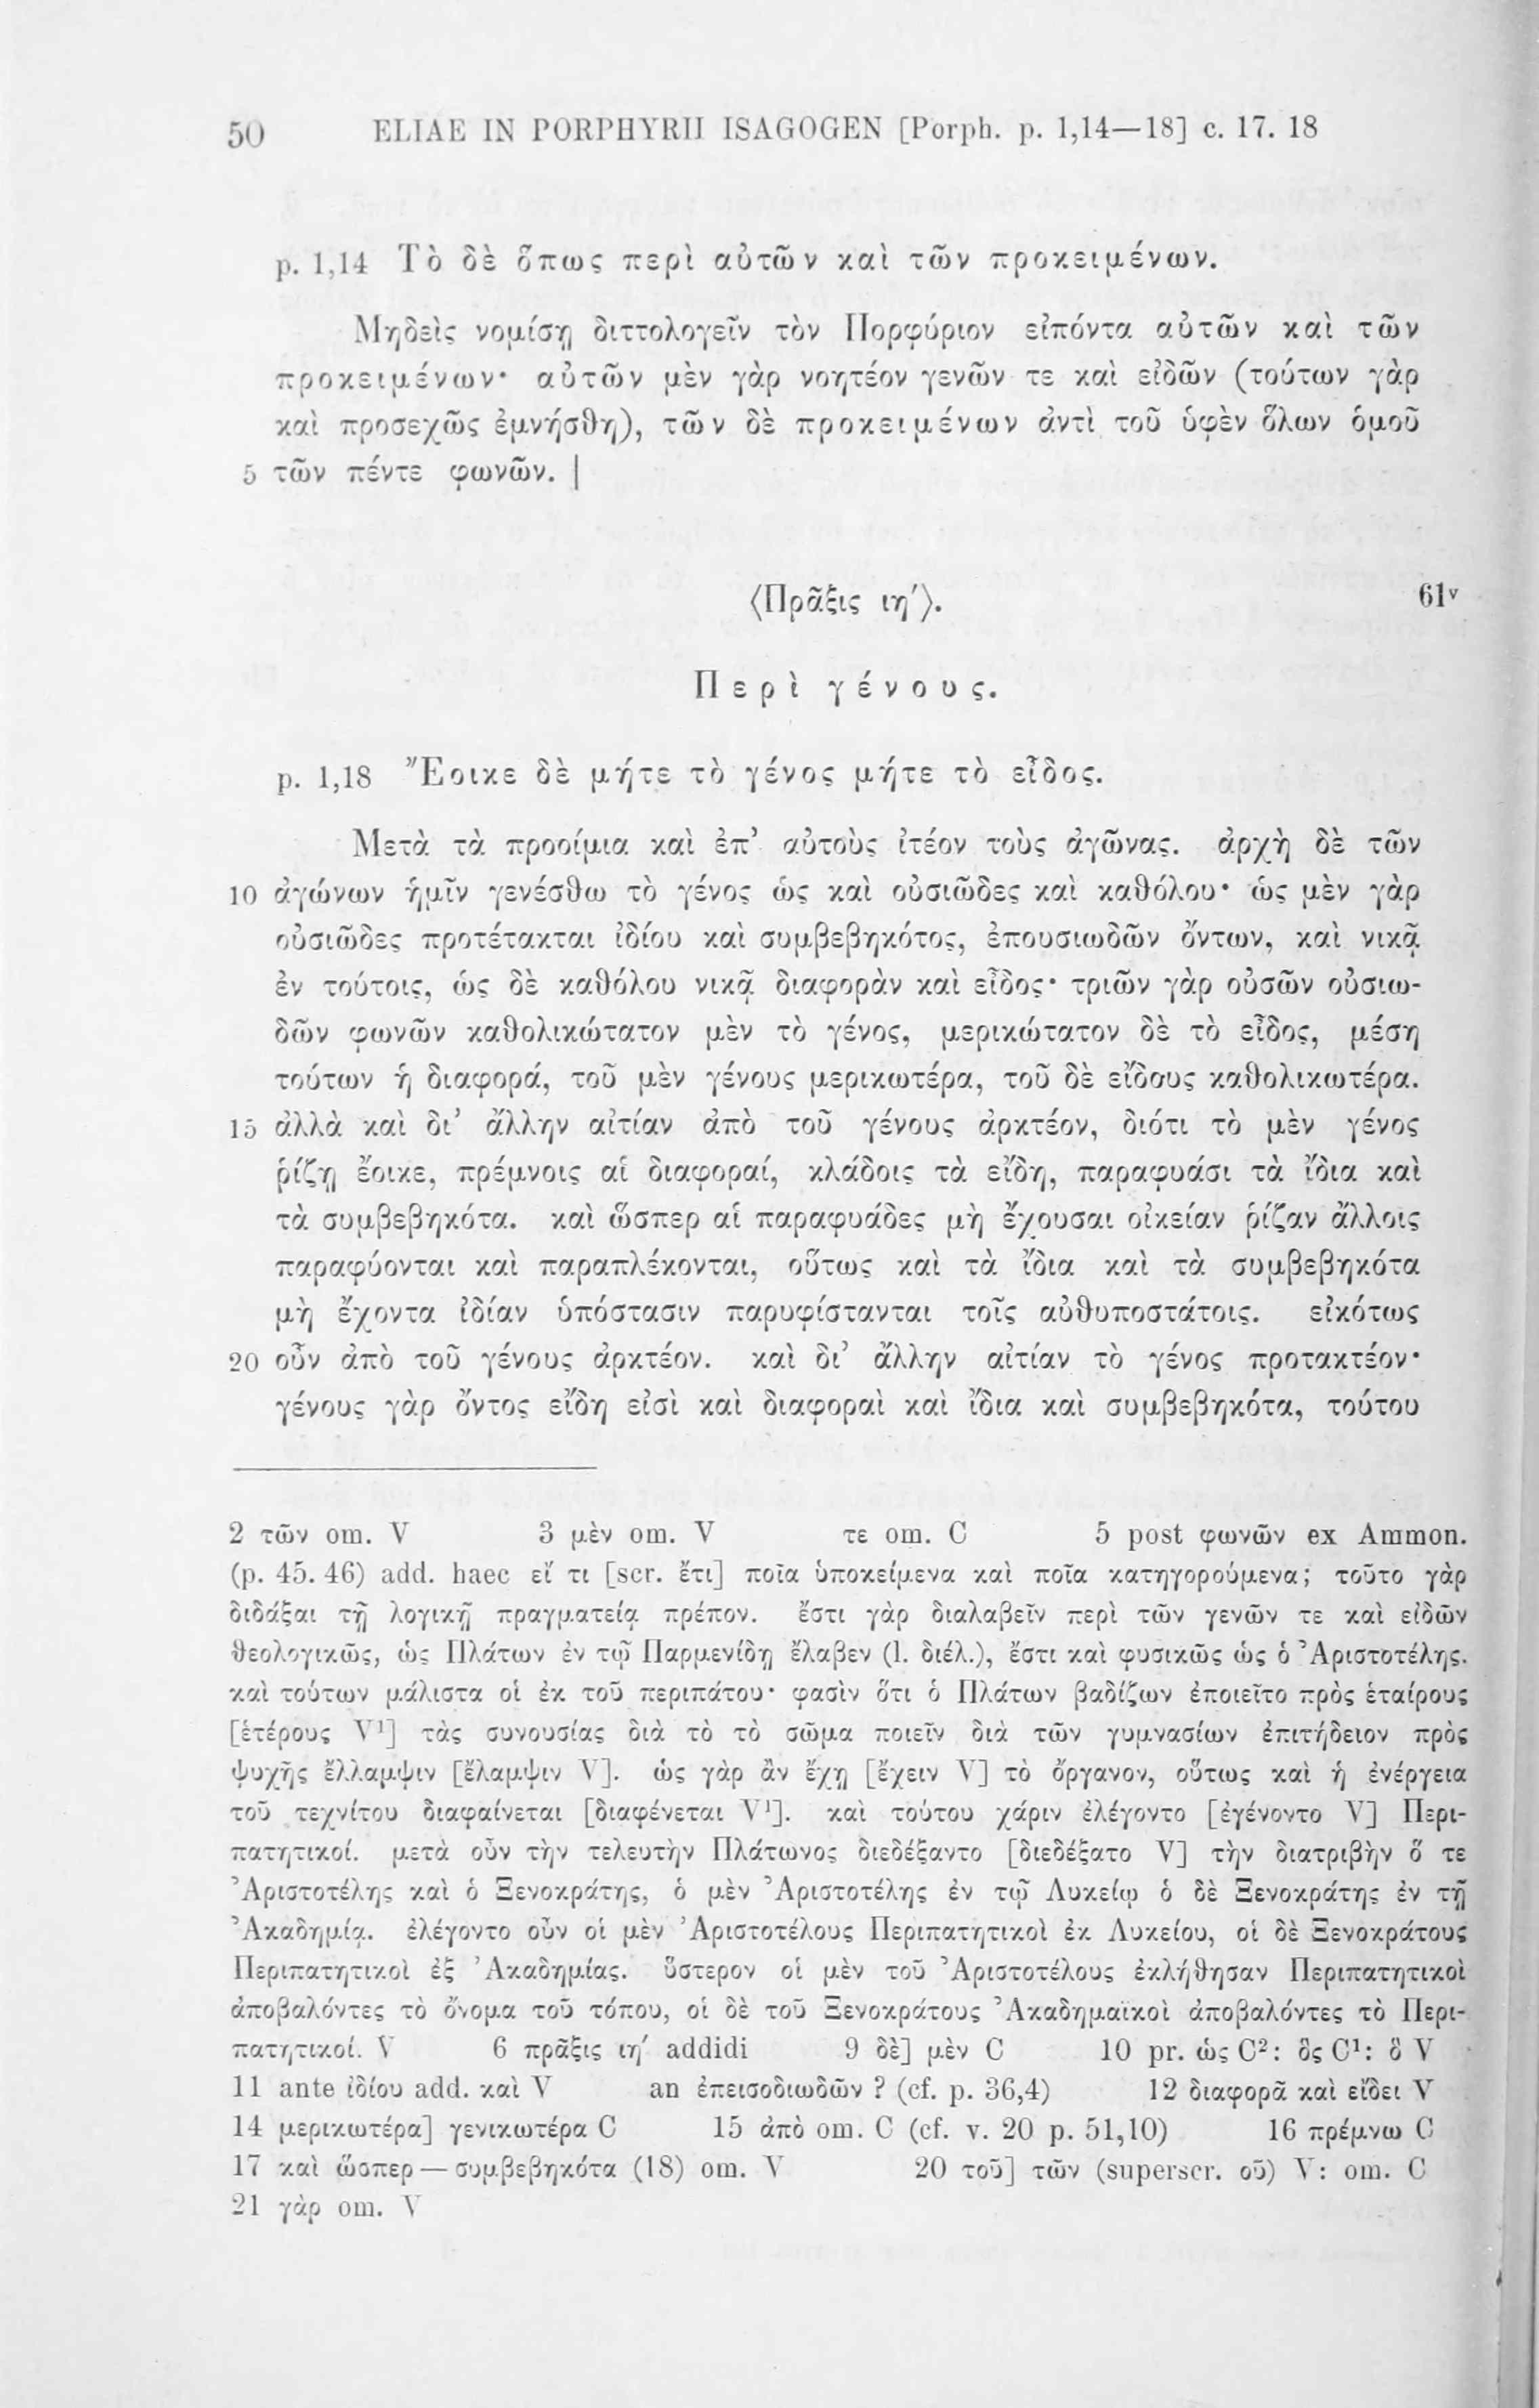 50 ELIAE IN PORPHYRII ISAGOGEN [Porph. p. 1,14—18] c. 17. 18
p. 1,14 Τὸ δὲ ὅπως περὶ αὐτῶν καὶ τῶν προκειμένων.
Μηδεὶς νομίσῃ διττολογεῖν τὸν Πορφύριον εἰπόντα αὐτῶν καὶ τῶν
προκειμένων· αὐτῶν μὲν γὰρ νοητέον γενῶν τε καὶ εἰδῶν (τούτων γὰρ
καὶ προσεχῶς ἐμνήσθη), τῶν δὲ προκειμένων ἀντὶ τοῦ ὑφὲν ὅλων ὁμοῦ
5 τῶν πέντε φωνῶν. |
⟨Πρᾶξις ιη΄⟩. 61v
Περὶ γένους.
p. 1,18 Ἔοικε δὲ μήτε τὸ γένος μήτε τὸ εἶδος.
Μετὰ τὰ προοίμια καὶ ἐπ’ αὐτοὺς ἰτέον τοὺς ἀγῶνας. ἀρχὴ δὲ τῶν
10 ἀγώνων ἡμῖν γενέσθω τὸ γένος ὡς καὶ οὐσιῶδες καὶ καθόλου· ὡς μὲν γὰρ
οὐσιῶδες προτέτακται ἰδίου καὶ συμβεβηκότος, ἐπουσιωδῶν ὄντων, καὶ νικᾷ
ἐν τούτοις, ὡς δὲ καθόλου νικᾷ διαφορὰν καὶ εἶδος· τριῶν γὰρ οὐσῶν οὐσιω-
δῶν φωνῶν καθολικώτατον μὲν τὸ γένος, μερικώτατον δὲ τὸ εἶδος, μέση
τούτων ἡ διαφορά, τοῦ μὲν γένους μερικωτέρα, τοῦ δὲ εἴδους καθολικωτέρα.
15 ἀλλὰ καὶ δι’ ἄλλην αἰτίαν ἀπὸ τοῦ γένους ἀρκτέον, διότι τὸ μὲν γένος
ῥίζῃ ἔοικε, πρέμνοις αἱ διαφοραί, κλάδοις τὰ εἴδη, παραφυάσι τὰ ἴδια καὶ
τὰ συμβεβηκότα. καὶ ὥσπερ αἱ παραφυάδες μὴ ἔχουσαι οἰκείαν ῥίζαν ἄλλοις
παραφύονται καὶ παραπλέκονται, οὕτως καὶ τὰ ἴδια καὶ τὰ συμβεβηκότα
μὴ ἔχοντα ἰδίαν ὑπόστασιν παρυφίστανται τοῖς αὐθυποστάτοις. εἰκότως
20 οὖν ἀπὸ τοῦ γένους ἀρκτέον. καὶ δι’ ἄλλην αἰτίαν τὸ γένος προτακτέον·
γένους γὰρ ὄντος εἴδη εἰσὶ καὶ διαφοραὶ καὶ ἴδια καὶ συμβεβηκότα, τούτου
2 τῶν om. V 3 μὲν om. V τε om. C 5 post φωνῶν ex Ammon.
(p. 45. 46) add. haec εἴ τι [scr. ἔτι] ποῖα ὑποκείμενα καὶ ποῖα κατηγορούμενα; τοῦτο γὰρ
διδάξαι τῇ λογικῇ πραγματείᾳ πρέπον. ἔστι γὰρ διαλαβεῖν περὶ τῶν γενῶν τε καὶ εἰδῶν
θεολογικῶς, ὡς Πλάτων ἐν τῷ Παρμενίδῃ ἔλαβεν (l. διέλ.), ἔστι καὶ φυσικῶς ὡς ὁ Ἀριστοτέλης.
καὶ τούτων μάλιστα οἱ ἐκ τοῦ περιπάτου· φασὶν ὅτι ὁ Πλάτων βαδίζων ἐποιεῖτο πρὸς ἑταίρους
[ἑτέρους V¹] τὰς συνουσίας διὰ τὸ τὸ σῶμα ποιεῖν διὰ τῶν γυμνασίων ἐπιτήδειον πρὸς
ψυχῆς ἔλλαμψιν [ἔλαμψιν V]. ὡς γὰρ ἂν ἔχῃ [ἔχειν V] τὸ ὄργανον, οὕτως καὶ ἡ ἐνέργεια
τοῦ τεχνίτου διαφαίνεται [διαφένεται V¹]. καὶ τούτου χάριν ἐλέγοντο [ἐγένοντο V] Περι-
πατητικοί. μετὰ οὖν τὴν τελευτὴν Πλάτωνος διεδέξαντο [διεδέξατο V] τὴν διατριβὴν ὅ τε
Ἀριστοτέλης καὶ ὁ Ξενοκράτης, ὁ μὲν Ἀριστοτέλης ἐν τῷ Λυκείῳ ὁ δὲ Ξενοκράτης ἐν τῇ
Ἀκαδημίᾳ. ἐλέγοντο οὖν οἱ μὲν Ἀριστοτέλους Περιπατητικοὶ ἐκ Λυκείου, οἱ δὲ Ξενοκράτους
Περιπατητικοὶ ἐξ Ἀκαδημίας. ὕστερον οἱ μὲν τοῦ Ἀριστοτέλους ἐκλήθησαν Περιπατητικοὶ
ἀποβαλόντες τὸ ὄνομα τοῦ τόπου, οἱ δὲ τοῦ Ξενοκράτους Ἀκαδημαϊκοὶ ἀποβαλόντες τὸ Περι-
πατητικοί. V 6 πρᾶξις ιη΄ addidi 9 δὲ] μὲν C 10 pr. ὡς C²: ὃς C¹: ὃ V
11 ante ἰδίου add. καὶ V an ἐπεισοδιωδῶν? (cf. p. 36,4) 12 διαφορᾷ καὶ εἴδει V
14 μερικωτέρα] γενικωτέρα C 15 ἀπὸ om. C (cf. v. 20 p. 51,10) 16 πρέμνω C
17 καὶ ὥσπερ — συμβεβηκότα (18) om. V 20 τοῦ] τῶν (superscr. οῦ) V: om. C
21 γὰρ om. V